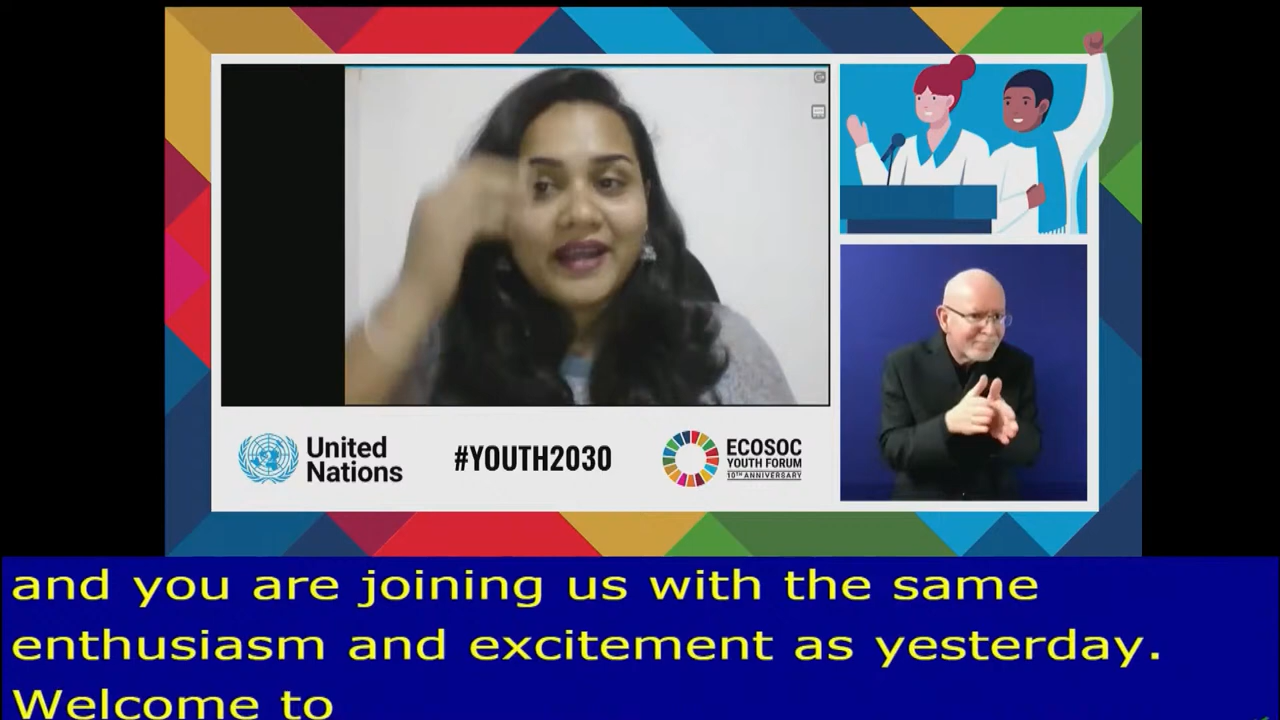 United
Nations
#YOUTH2030
ECOSOC
YOUTH FORUM
10TH ANNIVERSARY
and you are joining us with the same
enthusiasm and excitement as yesterday.
Welcome to